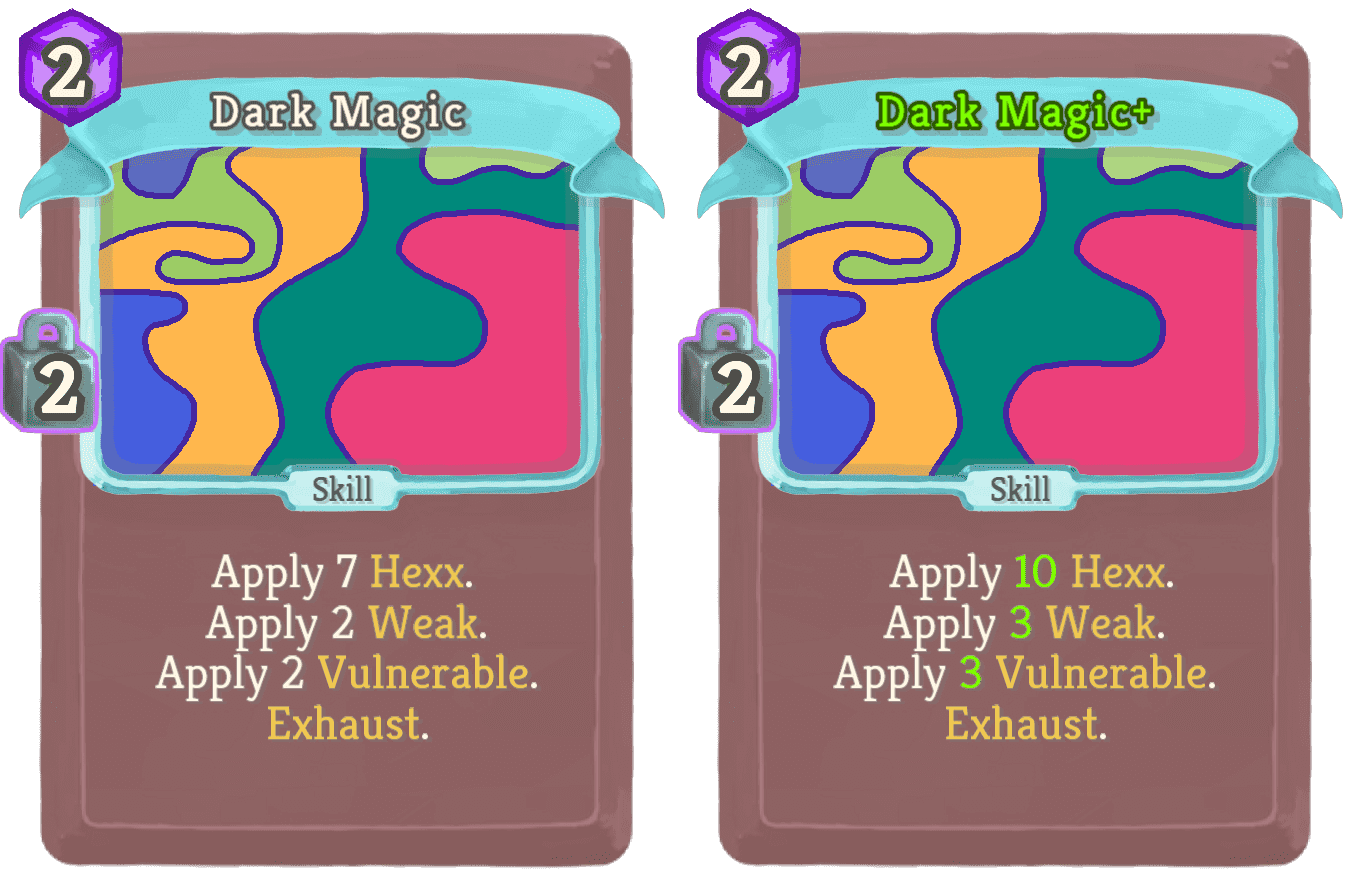 2
Dark Magic
2
Skill
Apply 7 Hexx.
Apply 2 Weak.
Apply 2 Vulnerable.
Exhaust.
2
Dark Magic+
2
Skill
Apply 10 Hexx.
Apply 3 Weak.
Apply 3 Vulnerable.
Exhaust.